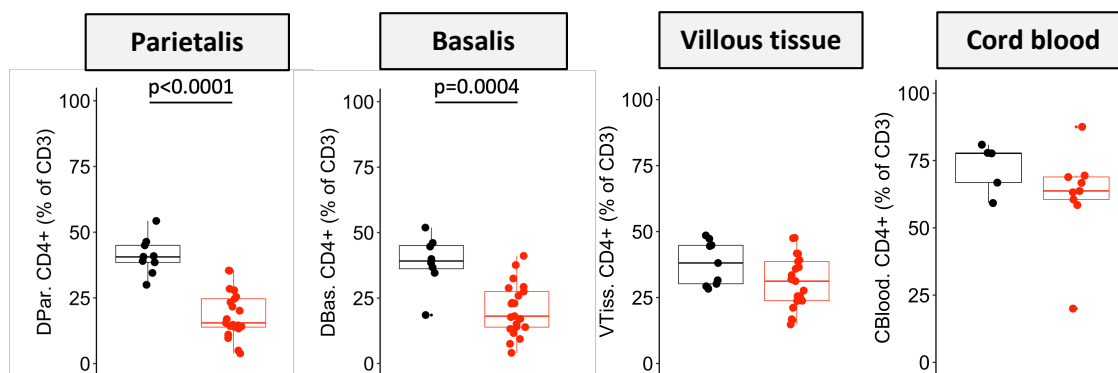 Parietalis
Basalis
Villous tissue
Cord blood
p<0.0001
p=0.0004
DPar. CD4+ (% of CD3)
100
75
50
25
0
DBas. CD4+ (% of CD3)
100
75
50
25
0
VTiss. CD4+ (% of CD3)
100
75
50
25
0
CBlood. CD4+ (% of CD3)
100
75
50
25
0